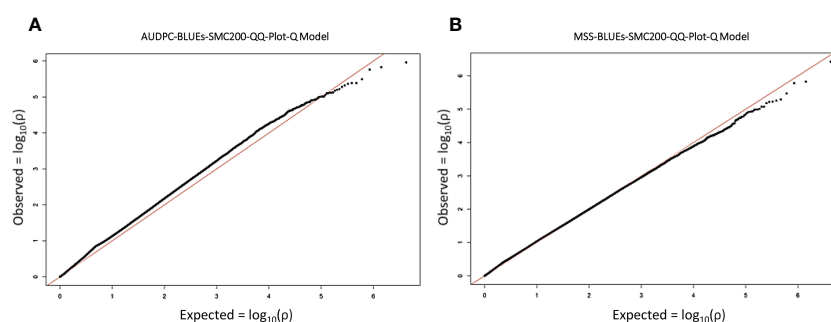 A
AUDPC-BLUEs-SMC200-QQ-Plot-Q Model
Observed = log10(ρ)
6
5
4
3
2
1
0
0 1 2 3 4 5 6
Expected = log10(ρ)
B
MSS-BLUEs-SMC200-QQ-Plot-Q Model
Observed = log10(ρ)
6
5
4
3
2
1
0
0 1 2 3 4 5 6
Expected = log10(ρ)